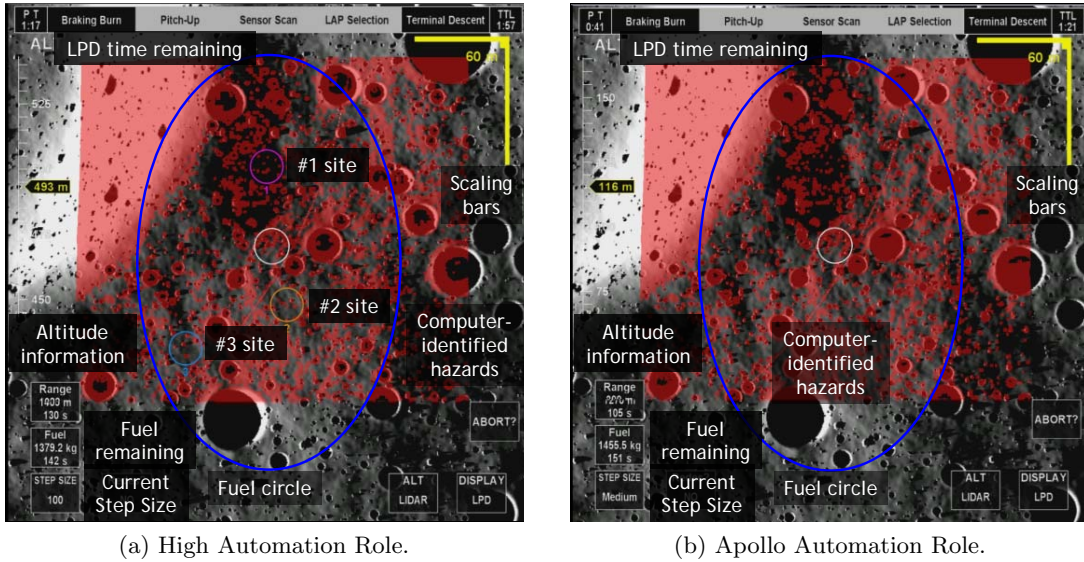 P T
1:17
Braking Burn
Pitch-Up
Sensor Scan
LAP Selection
Terminal Descent
TTL
1:57
AL
LPD time remaining
60
525
#1 site
493 m
Scaling
bars
#2 site
450
#3 site
Altitude
information
Computer-
identified
hazards
Range
m
130 s
Fuel
1379.2 kg
142 s
Fuel
remaining
ABORT?
STEP SIZE
100
Current
Step Size
Fuel circle
ALT
LIDAR
DISPLAY
LPD
(a) High Automation Role.
P T
0:41
Braking Burn
Pitch-Up
Sensor Scan
LAP Selection
Terminal Descent
TTL
1:21
AL
LPD time remaining
60 m
150
116 m
Scaling
bars
75
Altitude
information
Computer-
identified
hazards
Range
105 s
Fuel
1455.5 kg
151 s
Fuel
remaining
ABORT?
STEP SIZE
Medium
Current
Step Size
Fuel circle
ALT
LIDAR
DISPLAY
LPD
(b) Apollo Automation Role.